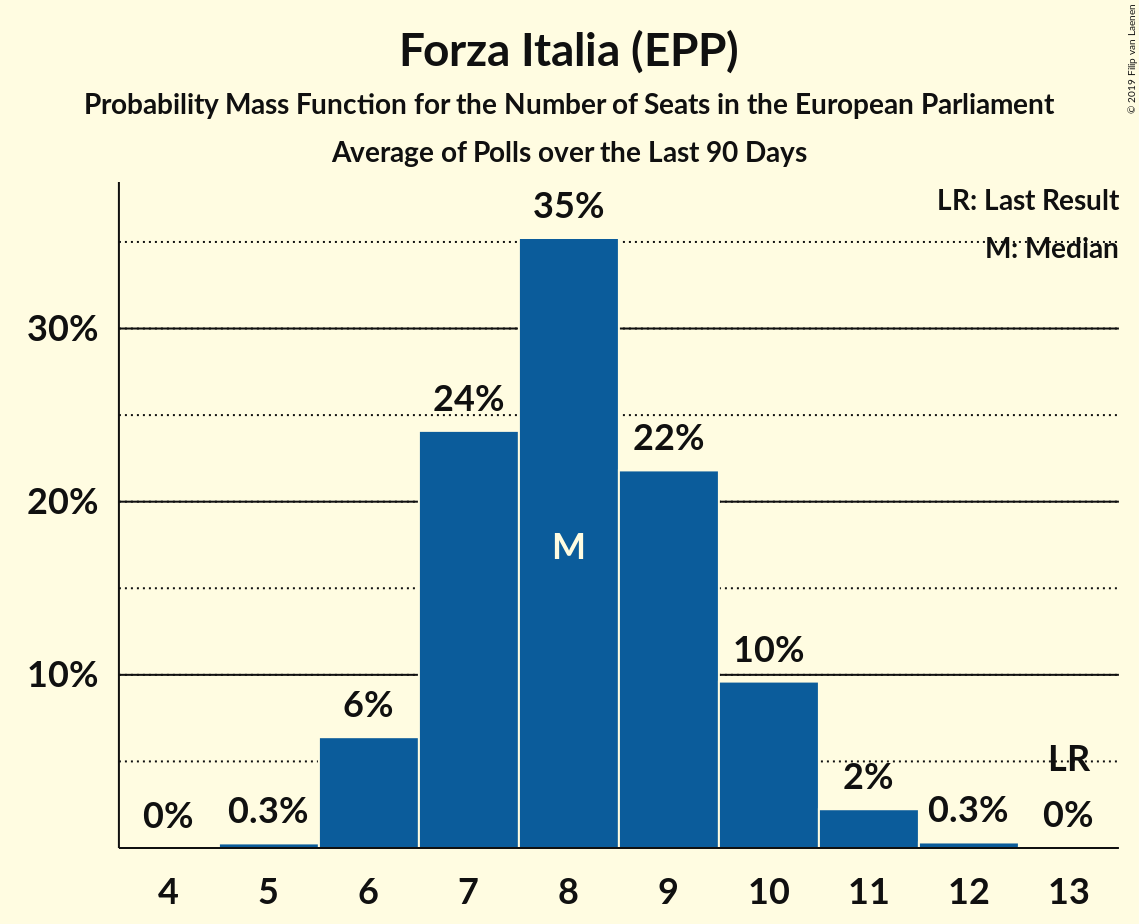 Forza Italia (EPP)
Probability Mass Function for the Number of Seats in the European Parliament
Average of Polls over the Last 90 Days
© 2019 Filip van Laenen
LR: Last Result
M: Median
35%
30%
24%
22%
20%
M
10%
10%
6%
LR
2%
0%
0.3%
0.3%
0%
4 5 6 7 8 9 10 11 12 13